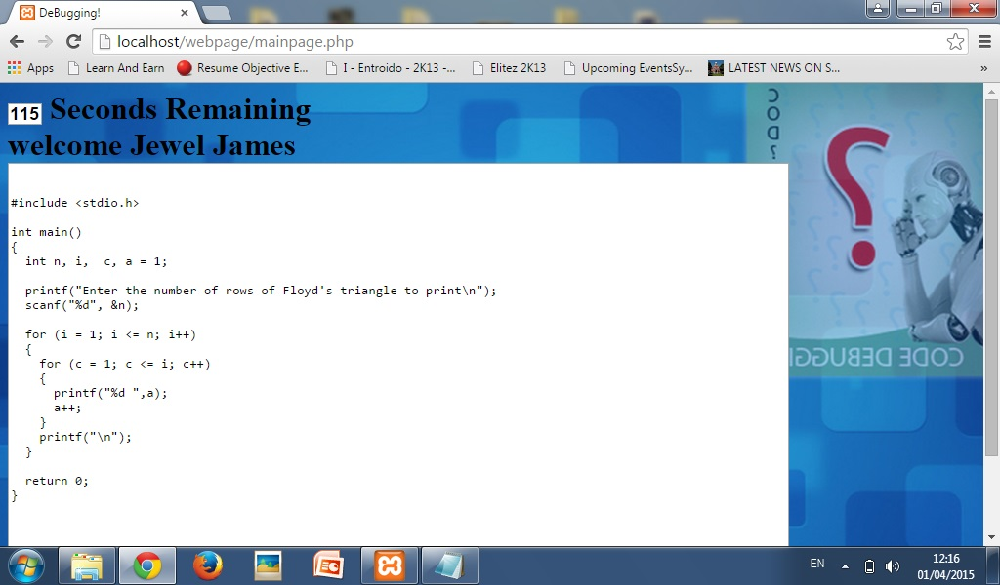 DeBugging!
localhost/webpage/mainpage.php
Apps Learn And Earn Resume Objective E... I - Entroido - 2K13 -... Elitez 2K13 Upcoming EventsSy... LATEST NEWS ON S... »
115 Seconds Remaining
welcome Jewel James
#include <stdio.h>
int main()
{
  int n, i,  c, a = 1;
  printf("Enter the number of rows of Floyd's triangle to print\n");
  scanf("%d", &n);
  for (i = 1; i <= n; i++)
  {
    for (c = 1; c <= i; c++)
    {
      printf("%d ",a);
      a++;
    }
    printf("\n");
  }
  return 0;
}
COD?
?
CODE DEBUGGI
EN
12:16
01/04/2015